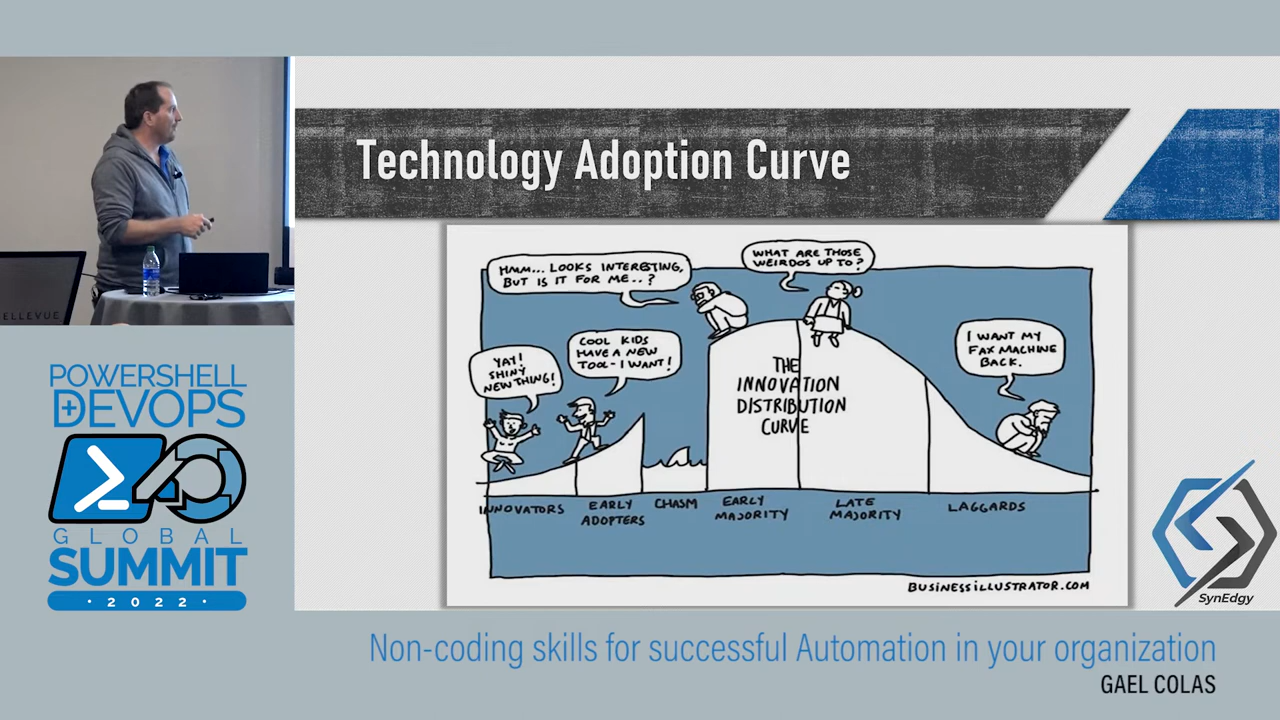 ELLEVUE
POWERSHELL
+DEVOPS
GLOBAL
SUMMIT
· 2022 ·
Technology Adoption Curve
HMM... LOOKS INTERESTING,
BUT IS IT FOR ME..?
WHAT ARE THOSE
WEIRDOS UP TO?
YAY!
SHINY
NEW THING!
COOL KIDS
HAVE A NEW
TOOL - I WANT!
I WANT MY
FAX MACHINE
BACK.
THE
INNOVATION
DISTRIBUTION
CURVE
INNOVATORS
EARLY
ADOPTERS
CHASM
EARLY
MAJORITY
LATE
MAJORITY
LAGGARDS
BUSINESSILLUSTRATOR.COM
SynEdgy
Non-coding skills for successful Automation in your organization
GAEL COLAS